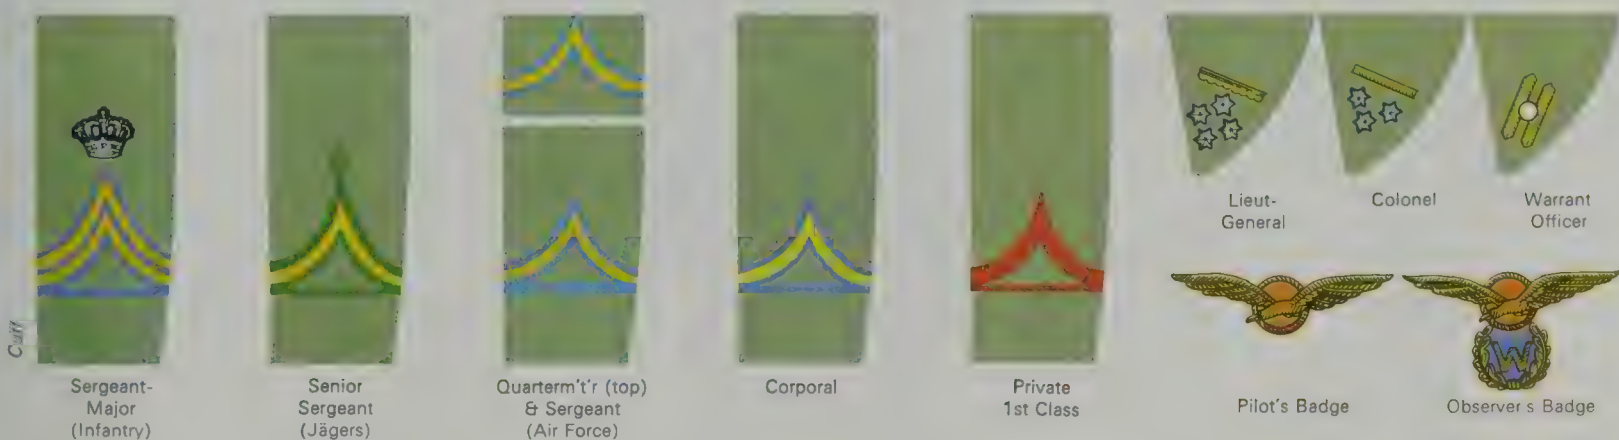 Cuff
Sergeant-
Major
(Infantry)
Senior
Sergeant
(Jägers)
Quarterm't'r (top)
& Sergeant
(Air Force)
Corporal
Private
1st Class
Lieut-
General
Colonel
Warrant
Officer
Pilot's Badge
W
Observer s Badge